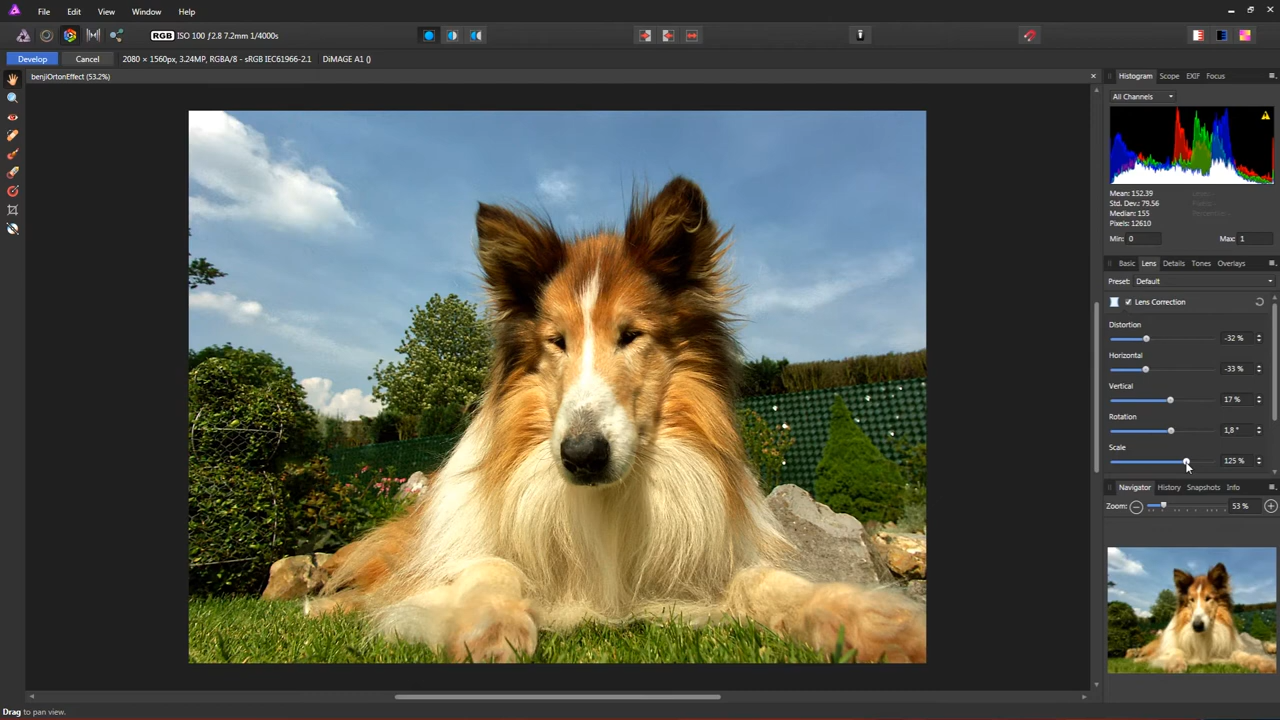 File Edit View Window Help
RGB ISO 100 ƒ/2.8 7.2mm 1/4000s
Develop Cancel 2080 × 1560px, 3.24MP, RGBA/8 - sRGB IEC61966-2.1 DiMAGE A1 ()
benjiOrtonEffect (53.2%)
Histogram Scope EXIF Focus
All Channels
Mean: 152.39
Std. Dev.: 79.56
Median: 155
Pixels: 12610
Min: 0 Max: 1
Basic Lens Details Tones Overlays
Preset: Default
Lens Correction
Distortion
-32 %
Horizontal
-33 %
Vertical
17 %
Rotation
1,8 °
Scale
125 %
Navigator History Snapshots Info
Zoom: 53 %
Drag to pan view.